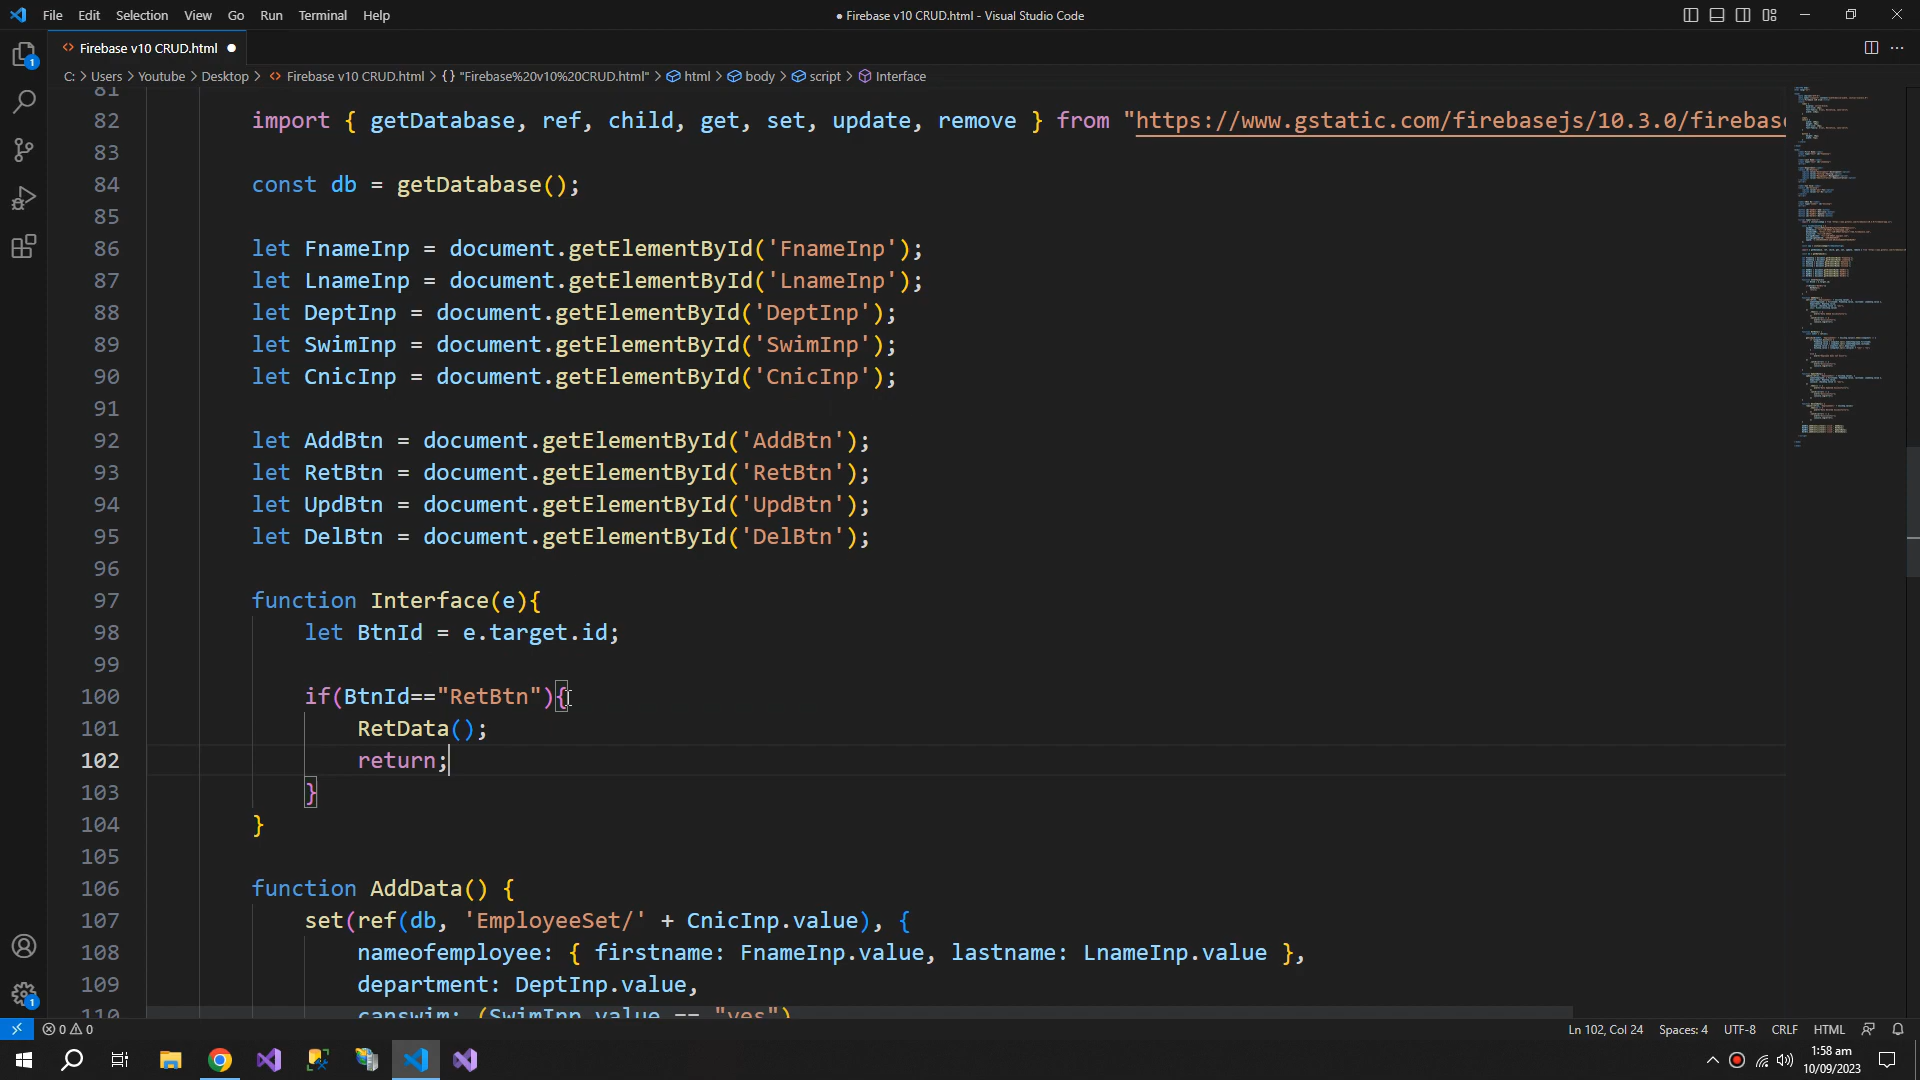 File Edit Selection View Go Run Terminal Help
● Firebase v10 CRUD.html - Visual Studio Code
Firebase v10 CRUD.html
C: > Users > Youtube > Desktop > Firebase v10 CRUD.html > {} "Firebase%20v10%20CRUD.html" > html > body > script > Interface
81
82 import { getDatabase, ref, child, get, set, update, remove } from "https://www.gstatic.com/firebasejs/10.3.0/firebase
83
84 const db = getDatabase();
85
86 let FnameInp = document.getElementById('FnameInp');
87 let LnameInp = document.getElementById('LnameInp');
88 let DeptInp = document.getElementById('DeptInp');
89 let SwimInp = document.getElementById('SwimInp');
90 let CnicInp = document.getElementById('CnicInp');
91
92 let AddBtn = document.getElementById('AddBtn');
93 let RetBtn = document.getElementById('RetBtn');
94 let UpdBtn = document.getElementById('UpdBtn');
95 let DelBtn = document.getElementById('DelBtn');
96
97 function Interface(e){
98 let BtnId = e.target.id;
99
100 if(BtnId=="RetBtn"){
101 RetData();
102 return;
103 }
104 }
105
106 function AddData() {
107 set(ref(db, 'EmployeeSet/' + CnicInp.value), {
108 nameofemployee: { firstname: FnameInp.value, lastname: LnameInp.value },
109 department: DeptInp.value,
110 canswim: (SwimInp.value == "yes")
1
1
0 0
Ln 102, Col 24 Spaces: 4 UTF-8 CRLF HTML
1:58 am
10/09/2023